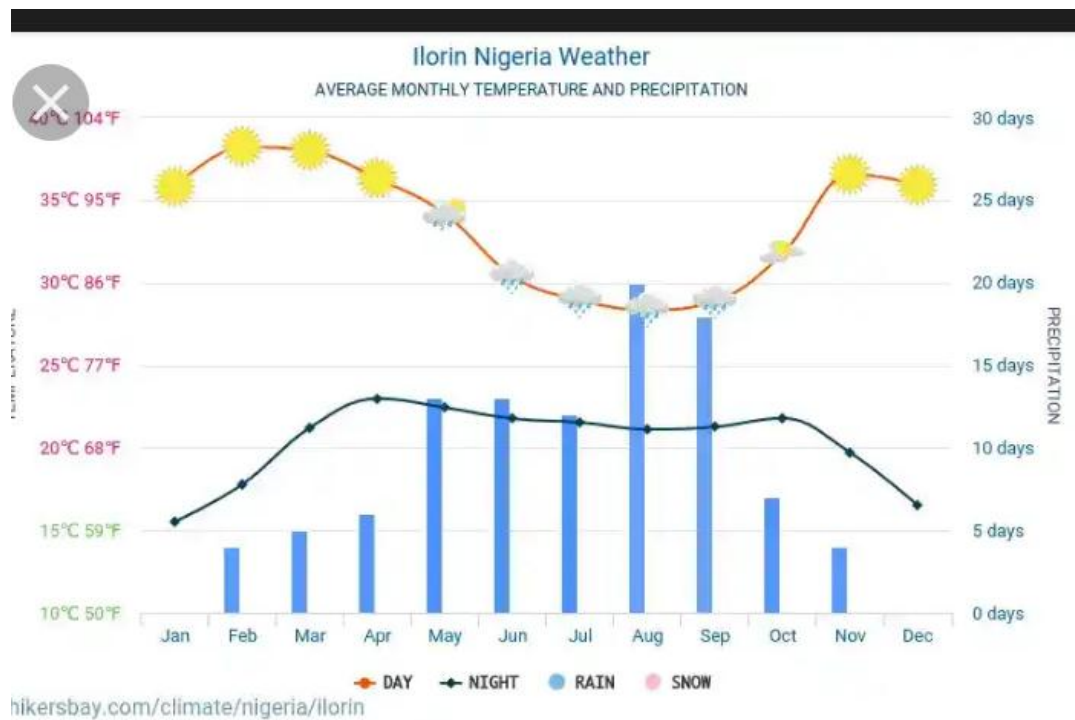 Ilorin Nigeria Weather
AVERAGE MONTHLY TEMPERATURE AND PRECIPITATION
40°C 104°F
30 days
35°C 95°F
25 days
30°C 86°F
20 days
25°C 77°F
15 days
20°C 68°F
10 days
15°C 59°F
5 days
10°C 50°F
0 days
PRECIPITATION
Jan Feb Mar Apr May Jun Jul Aug Sep Oct Nov Dec
DAY NIGHT RAIN SNOW
hikersbay.com/climate/nigeria/ilorin